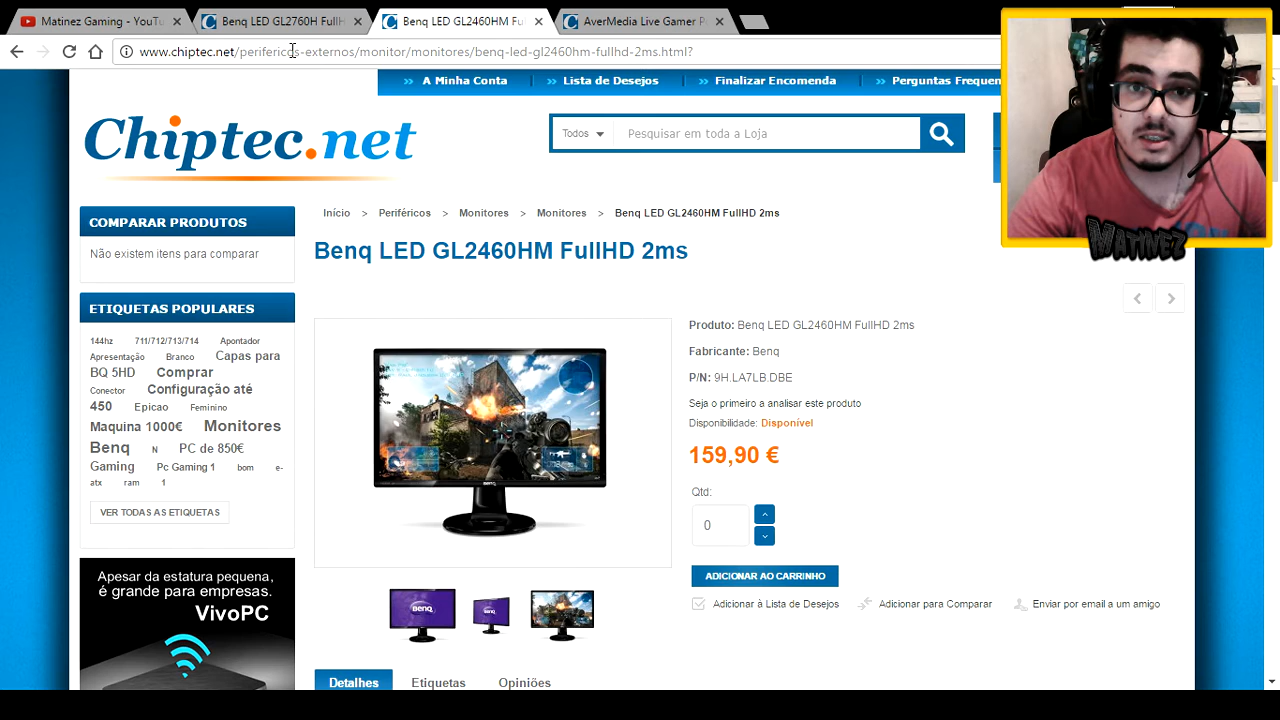 Matinez Gaming - YouTu
Benq LED GL2760H FullH
Benq LED GL2460HM Fu
AverMedia Live Gamer P
www.chiptec.net/perifericos-externos/monitor/monitores/benq-led-gl2460hm-fullhd-2ms.html?
A Minha Conta
Lista de Desejos
Finalizar Encomenda
Perguntas Frequen
Chiptec.net
Todos
Pesquisar em toda a Loja
MATINEZ
COMPARAR PRODUTOS
Não existem itens para comparar
Início > Periféricos > Monitores > Monitores > Benq LED GL2460HM FullHD 2ms
Benq LED GL2460HM FullHD 2ms
ETIQUETAS POPULARES
144hz 711/712/713/714 Apontador
Apresentação Branco Capas para
BQ 5HD Comprar
Conector Configuração até
450 Epicao Feminino
Maquina 1000€ Monitores
Benq N PC de 850€
Gaming Pc Gaming 1 bom e-
atx ram 1
VER TODAS AS ETIQUETAS
Apesar da estatura pequena,
é grande para empresas.
VivoPC
Produto: Benq LED GL2460HM FullHD 2ms
Fabricante: Benq
P/N: 9H.LA7LB.DBE
Seja o primeiro a analisar este produto
Disponibilidade: Disponível
159,90 €
Qtd:
0
ADICIONAR AO CARRINHO
Adicionar à Lista de Desejos
Adicionar para Comparar
Enviar por email a um amigo
BenQ
BenQ
BenQ
Detalhes
Etiquetas
Opiniões